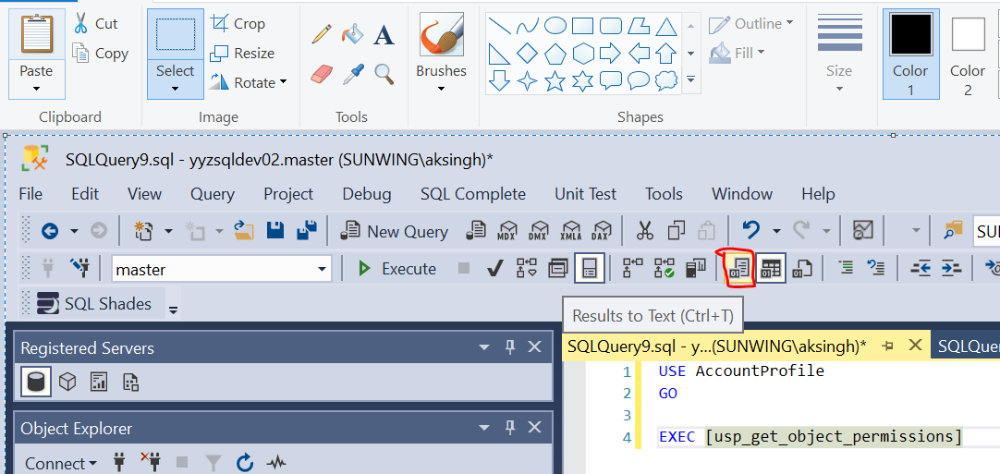 Cut
Copy
Paste
Clipboard
Select
Crop
Resize
Rotate
Image
A
Tools
Brushes
Shapes
Outline
Fill
Size
Color
1
Color
2
SQLQuery9.sql - yyzsqldev02.master (SUNWING\aksingh)*
File Edit View Query Project Debug SQL Complete Unit Test Tools Window Help
New Query MDX DMX XMLA DAX SU
master Execute
SQL Shades
Results to Text (Ctrl+T)
Registered Servers
SQLQuery9.sql - y...(SUNWING\aksingh)* SQLQue
1 USE AccountProfile
2 GO
3
4 EXEC [usp_get_object_permissions]
Object Explorer
Connect